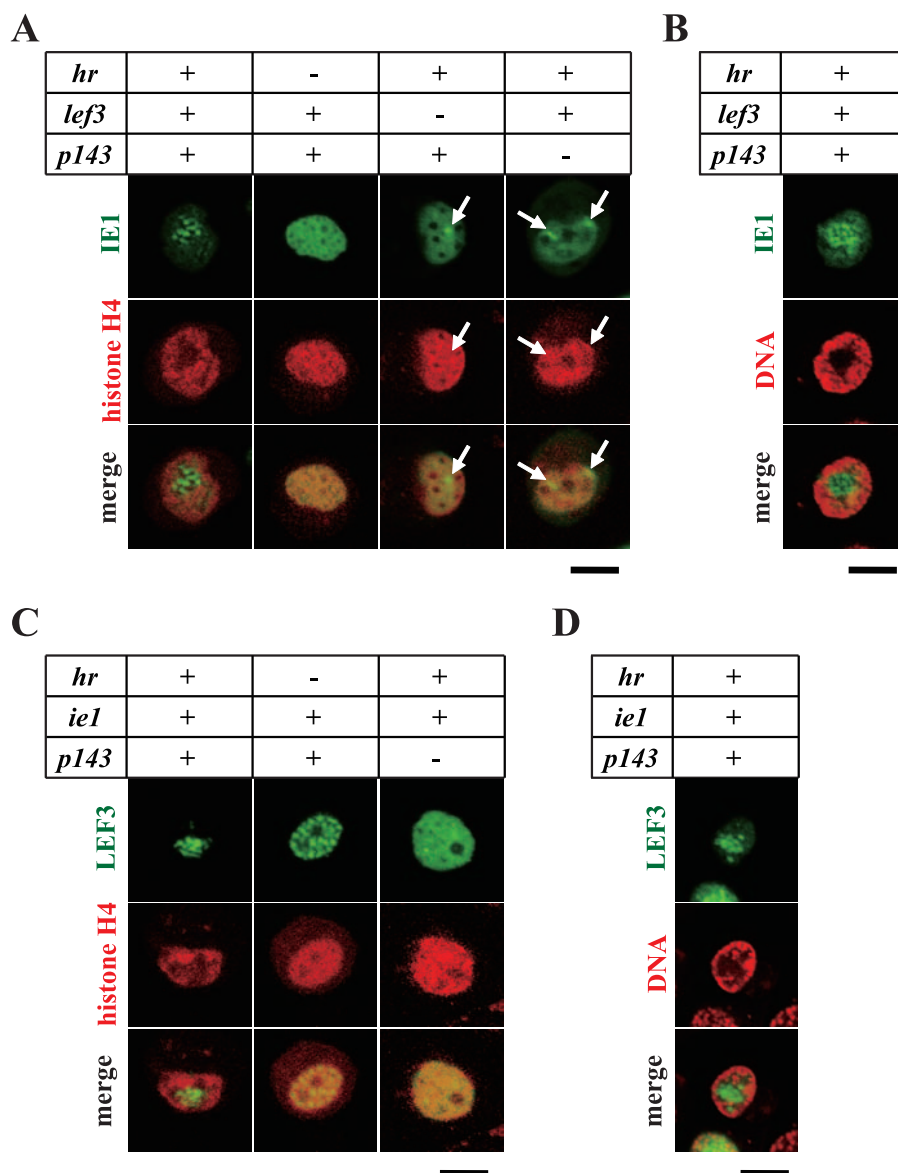 A
hr + - + +
lef3 + + - +
p143 + + + -
IE1
histone H4
merge
B
hr +
lef3 +
p143 +
IE1
DNA
merge
C
hr + - +
ie1 + + +
p143 + + -
LEF3
histone H4
merge
D
hr +
ie1 +
p143 +
LEF3
DNA
merge